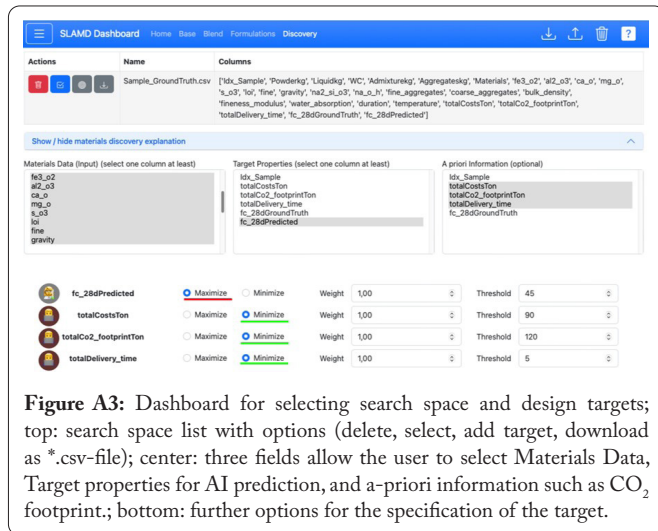 SLAMD Dashboard Home Base Blend Formulations Discovery ?
Actions Name Columns
Sample_GroundTruth.csv ['Idx_Sample', 'Powderkg', 'Liquidkg', 'WC', 'Admixturekg', 'Aggregateskg', 'Materials', 'fe3_o2', 'al2_o3', 'ca_o', 'mg_o',
's_o3', 'loi', 'fine', 'gravity', 'na2_si_o3', 'na_o_h', 'fine_aggregates', 'coarse_aggregates', 'bulk_density',
'fineness_modulus', 'water_absorption', 'duration', 'temperature', 'totalCostsTon', 'totalCo2_footprintTon',
'totalDelivery_time', 'fc_28dGroundTruth', 'fc_28dPredicted']
Show / hide materials discovery explanation
Materials Data (Input) (select one column at least) Target Properties (select one column at least) A priori Information (optional)
fe3_o2 Idx_Sample Idx_Sample
al2_o3 totalCostsTon totalCostsTon
ca_o totalCo2_footprintTon totalCo2_footprintTon
mg_o totalDelivery_time totalDelivery_time
s_o3 fc_28dGroundTruth fc_28dGroundTruth
loi fc_28dPredicted
fine
gravity
fc_28dPredicted Maximize Minimize Weight 1,00 Threshold 45
totalCostsTon Maximize Minimize Weight 1,00 Threshold 90
totalCo2_footprintTon Maximize Minimize Weight 1,00 Threshold 120
totalDelivery_time Maximize Minimize Weight 1,00 Threshold 5
Figure A3: Dashboard for selecting search space and design targets;
top: search space list with options (delete, select, add target, download
as *.csv-file); center: three fields allow the user to select Materials Data,
Target properties for AI prediction, and a-priori information such as CO₂
footprint.; bottom: further options for the specification of the target.